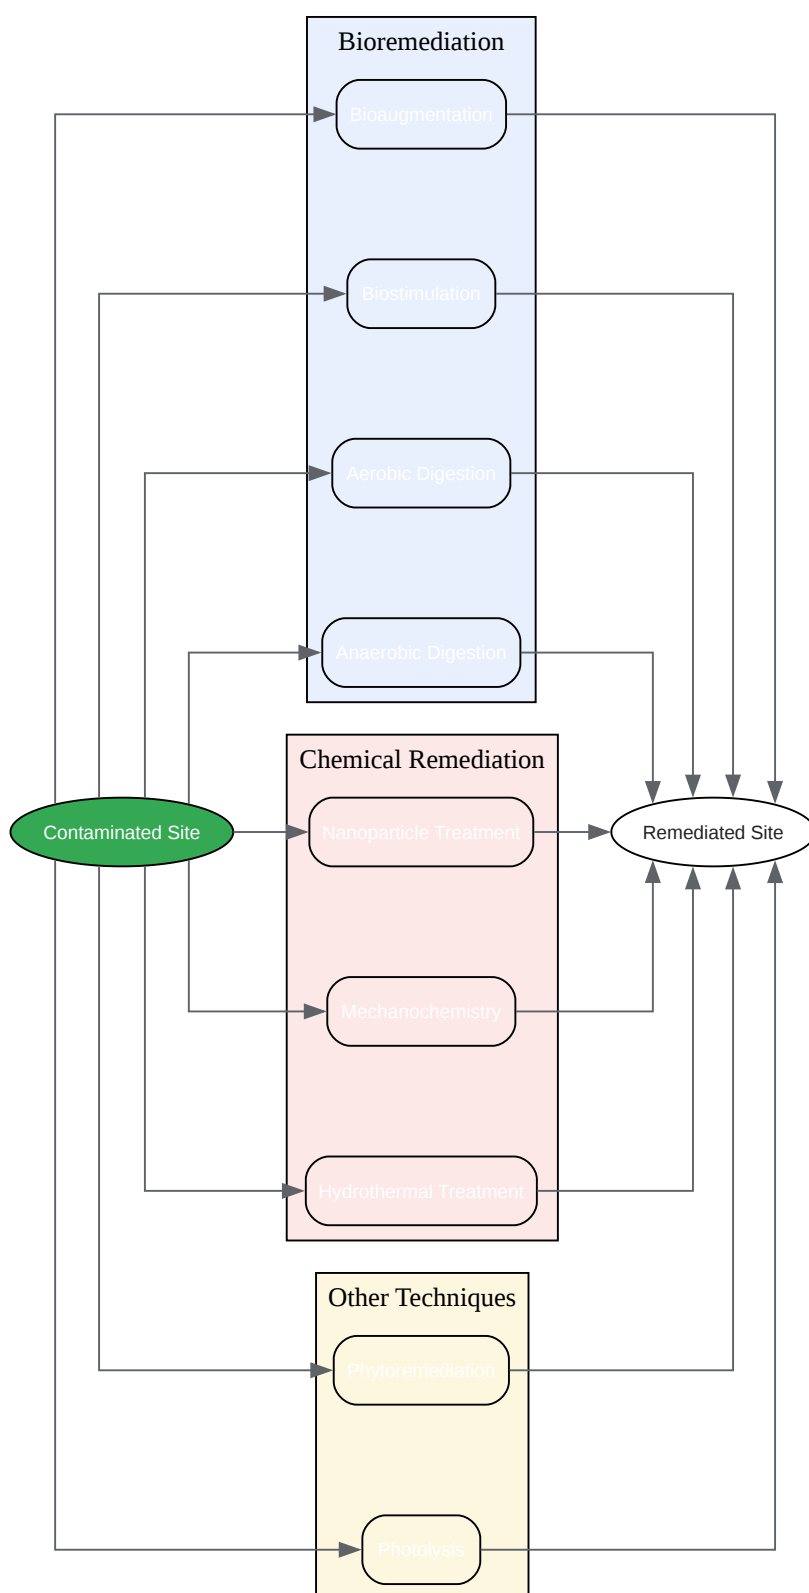 Bioremediation
Bioaugmentation
Biostimulation
Aerobic Digestion
Anaerobic Digestion
Chemical Remediation
Contaminated Site
Nanoparticle Treatment
Remediated Site
Mechanochemistry
Hydrothermal Treatment
Other Techniques
Phytoremediation
Photolysis